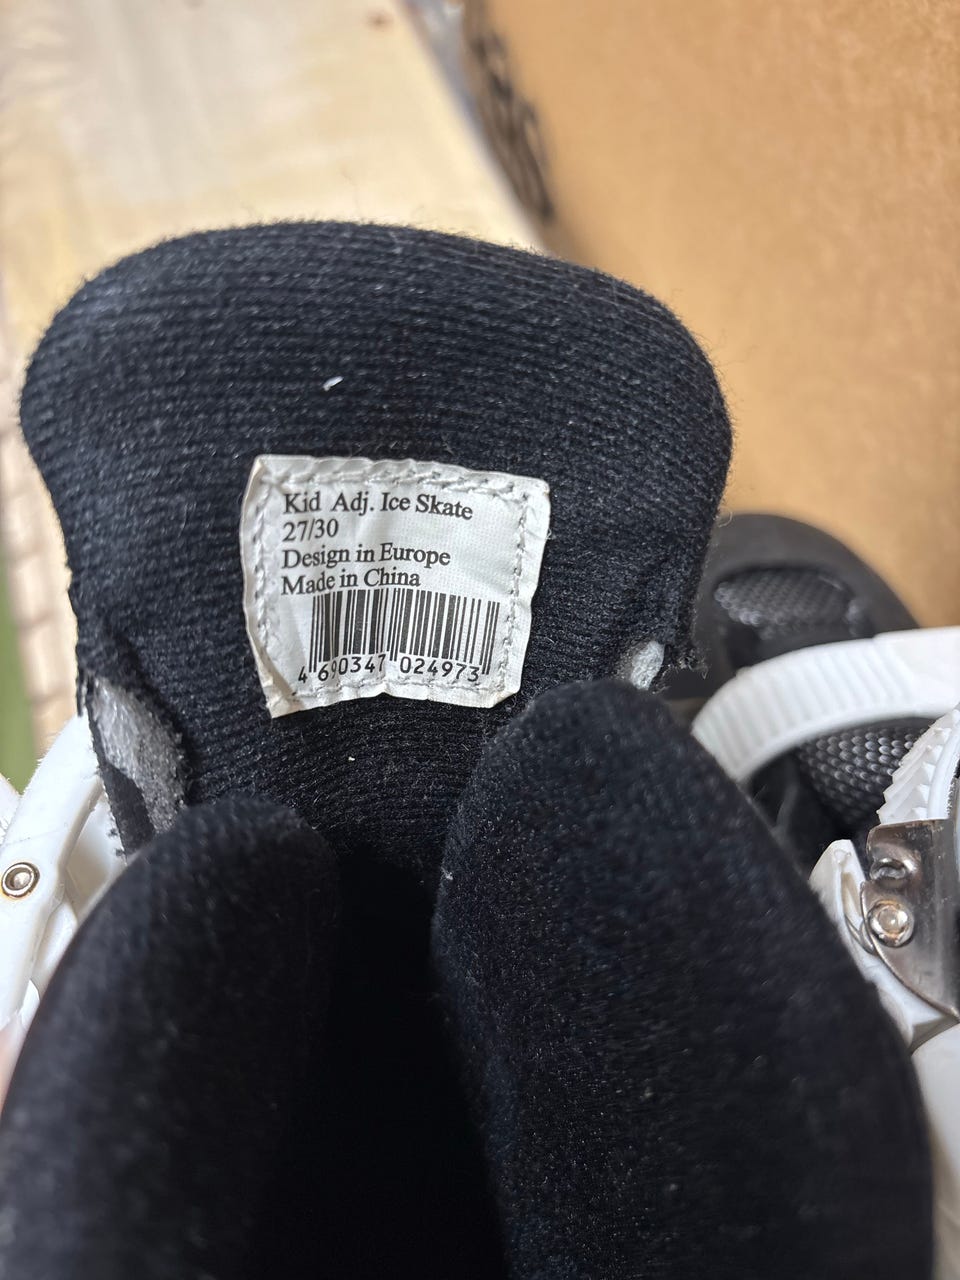 Kid Adj. Ice Skate
27/30
Design in Europe
Made in China
4 690347 024973